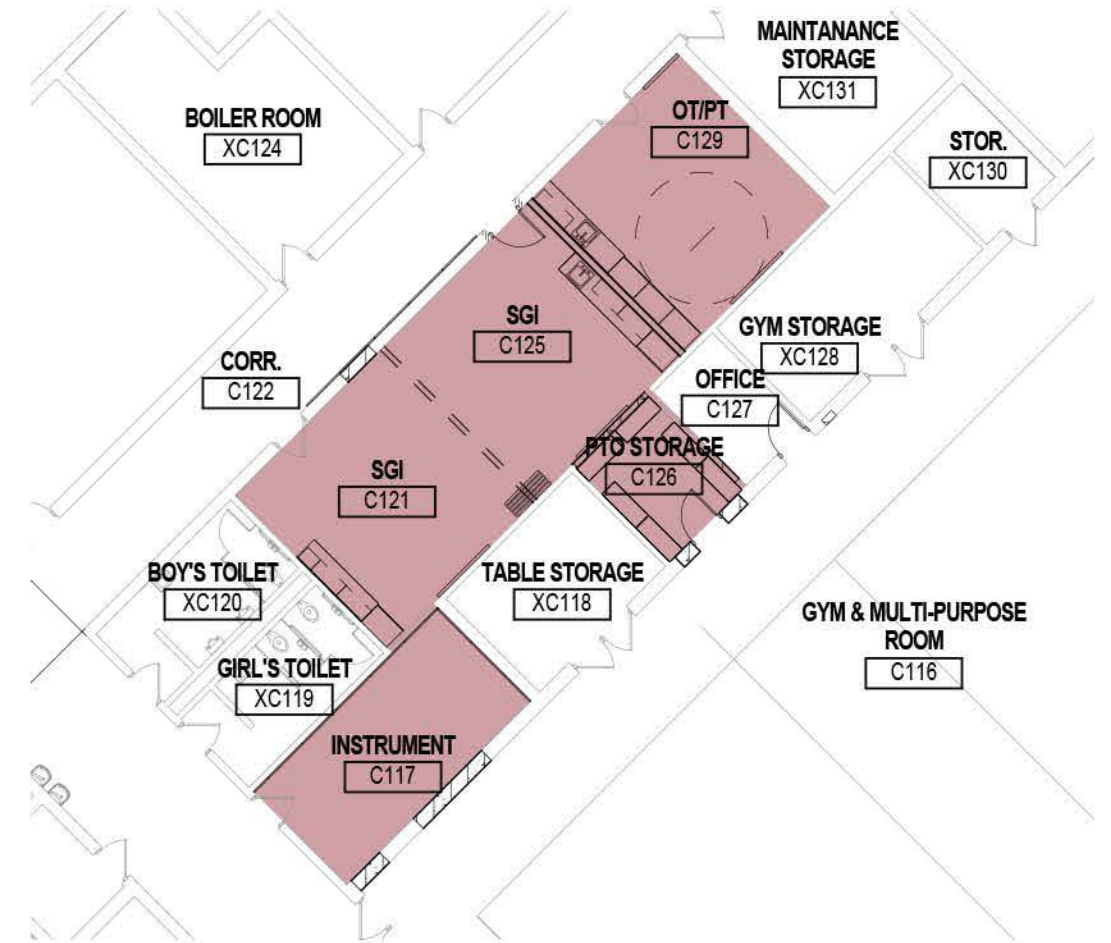 MAINTANANCE
STORAGE
XC131
BOILER ROOM
XC124
OT/PT
C129
STOR.
XC130
SGI
C125
GYM STORAGE
XC128
CORR.
C122
OFFICE
C127
PTO STORAGE
C126
SGI
C121
BOY'S TOILET
XC120
TABLE STORAGE
XC118
GYM & MULTI-PURPOSE
ROOM
C116
GIRL'S TOILET
XC119
INSTRUMENT
C117